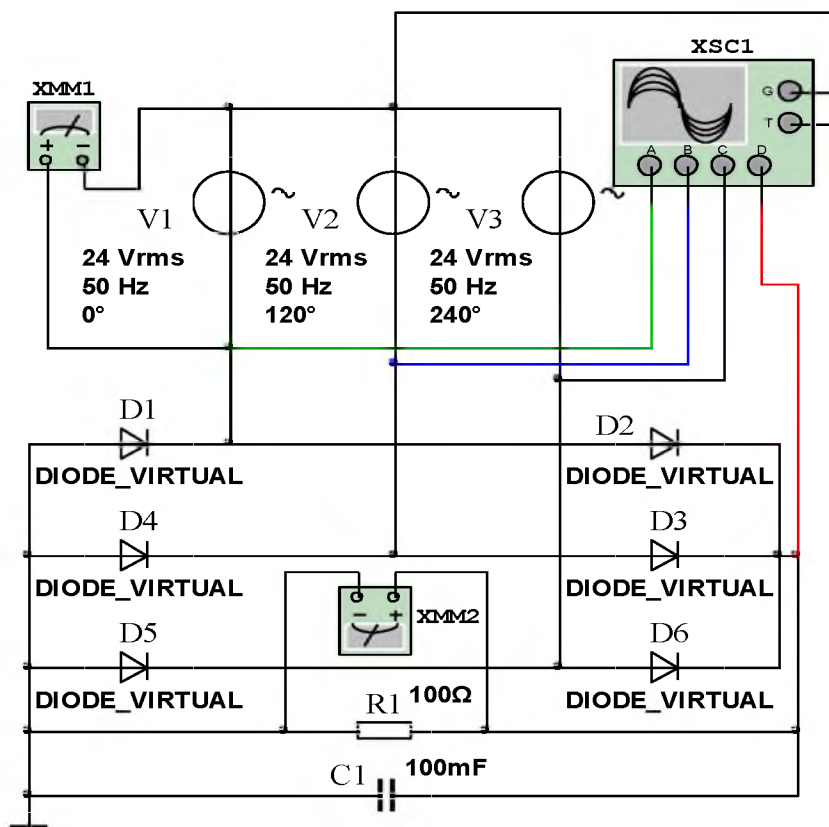 XSC1
XMM1
G
T
A B C D
+ −
V1 V2 V3
24 Vrms 24 Vrms 24 Vrms
50 Hz 50 Hz 50 Hz
0° 120° 240°
D1 D2
DIODE_VIRTUAL DIODE_VIRTUAL
D4 D3
DIODE_VIRTUAL DIODE_VIRTUAL
− +
XMM2
D5 D6
DIODE_VIRTUAL DIODE_VIRTUAL
R1 100Ω
C1 100mF